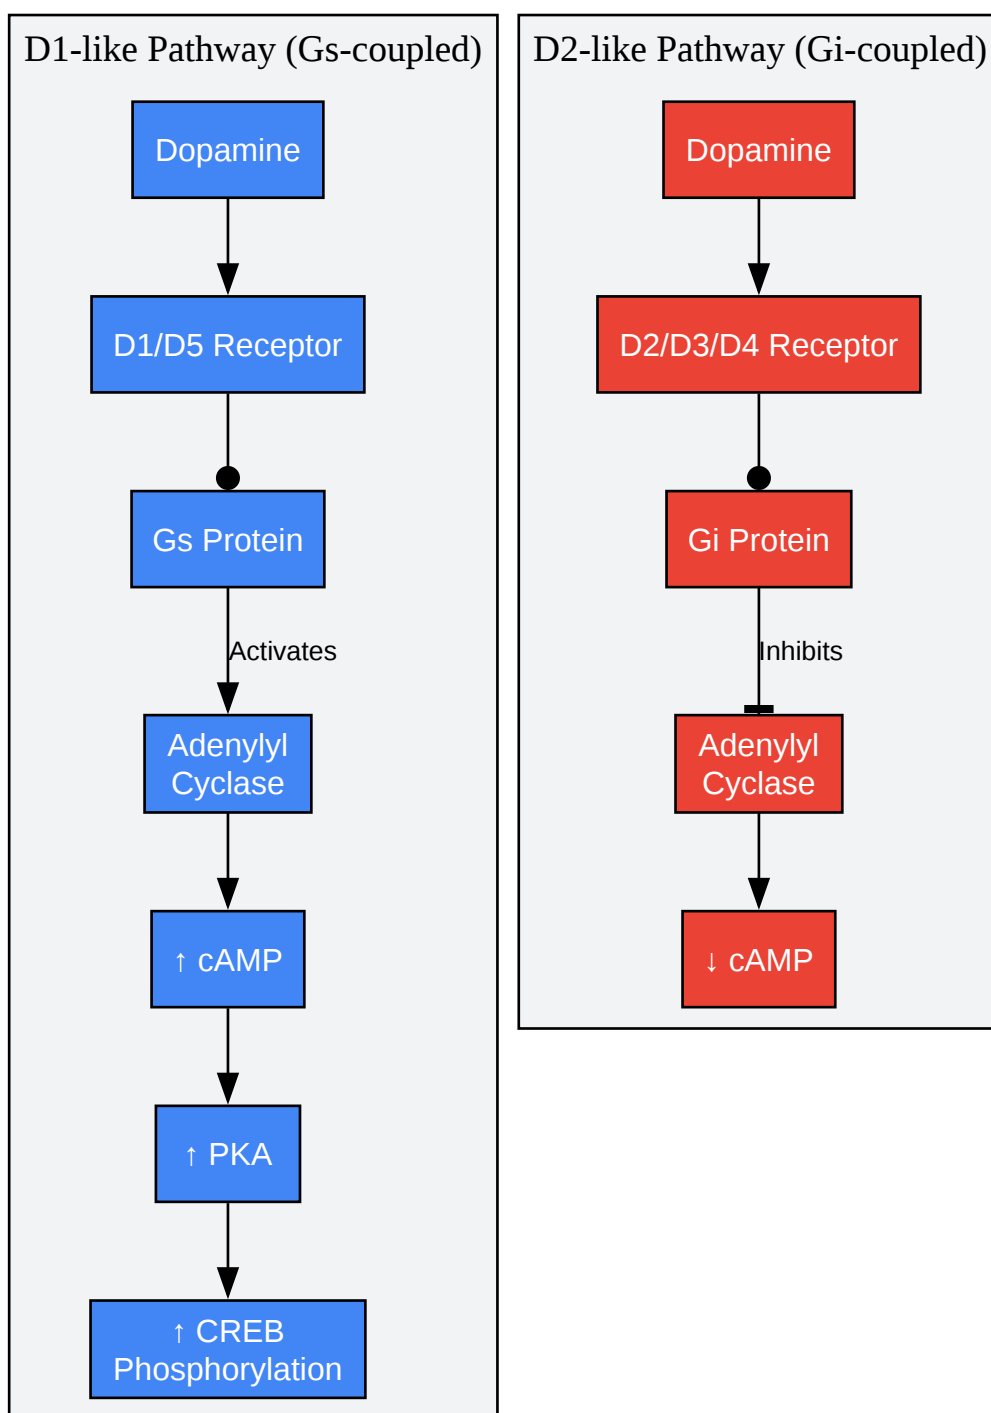 D1-like Pathway (Gs-coupled)
Dopamine
D1/D5 Receptor
Gs Protein
Activates
Adenylyl
Cyclase
↑ cAMP
↑ PKA
↑ CREB
Phosphorylation
D2-like Pathway (Gi-coupled)
Dopamine
D2/D3/D4 Receptor
Gi Protein
Inhibits
Adenylyl
Cyclase
↓ cAMP